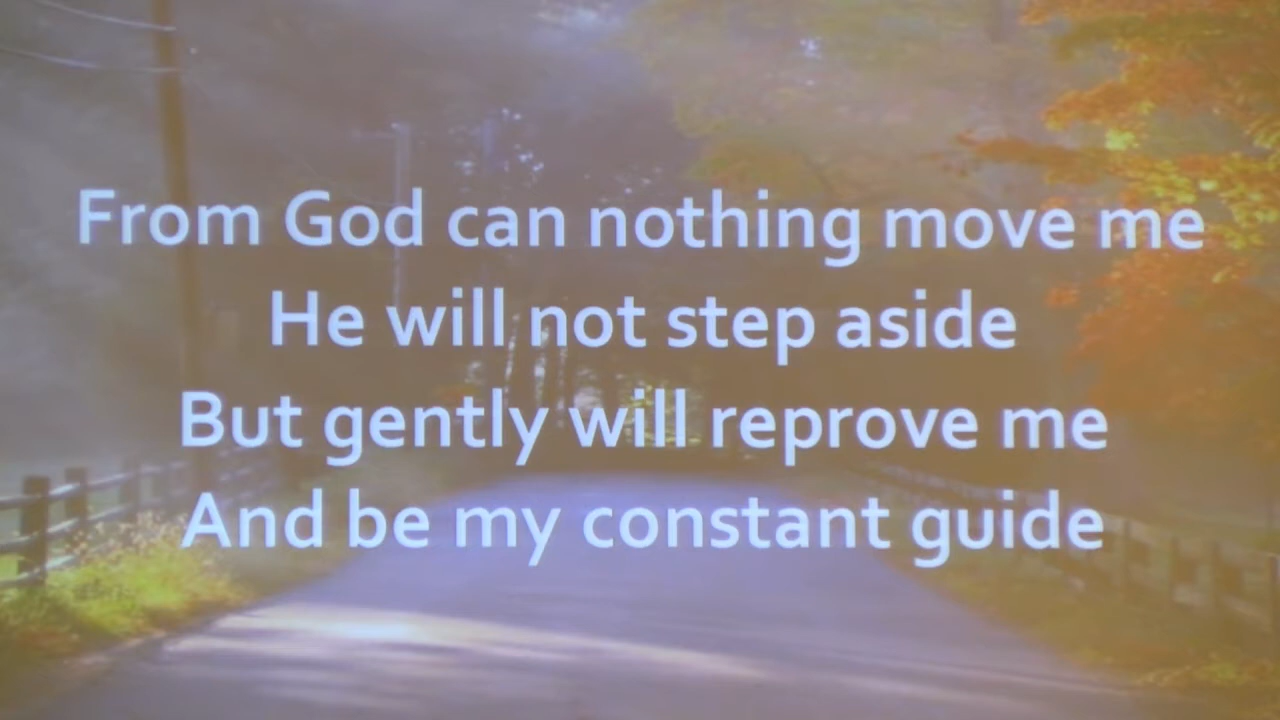 From God can nothing move me
He will not step aside
But gently will reprove me
And be my constant guide